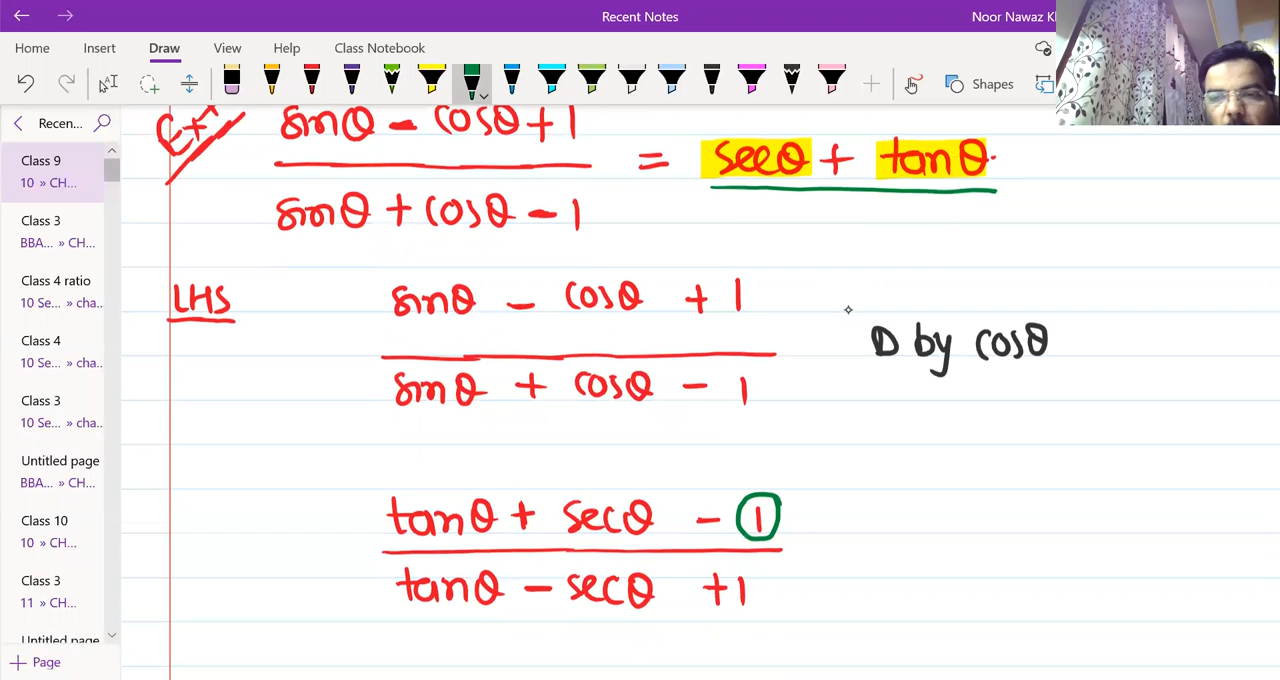 Recent Notes
Noor Nawaz Kh
Home Insert Draw View Help Class Notebook
Shapes
Recen...
Class 9
10 » CH...
Class 3
BBA... » CH...
Class 4 ratio
10 Se... » cha...
Class 4
10 Se... » cha...
Class 3
10 Se... » cha...
Untitled page
BBA... » CH...
Class 10
10 » CH...
Class 3
11 » CH...
Untitled page
Page
sinθ - cosθ + 1
= secθ + tanθ.
sinθ + cosθ - 1
LHS
sinθ - cosθ + 1
D by cosθ
sinθ + cosθ - 1
tanθ + secθ - 1
tanθ - secθ + 1